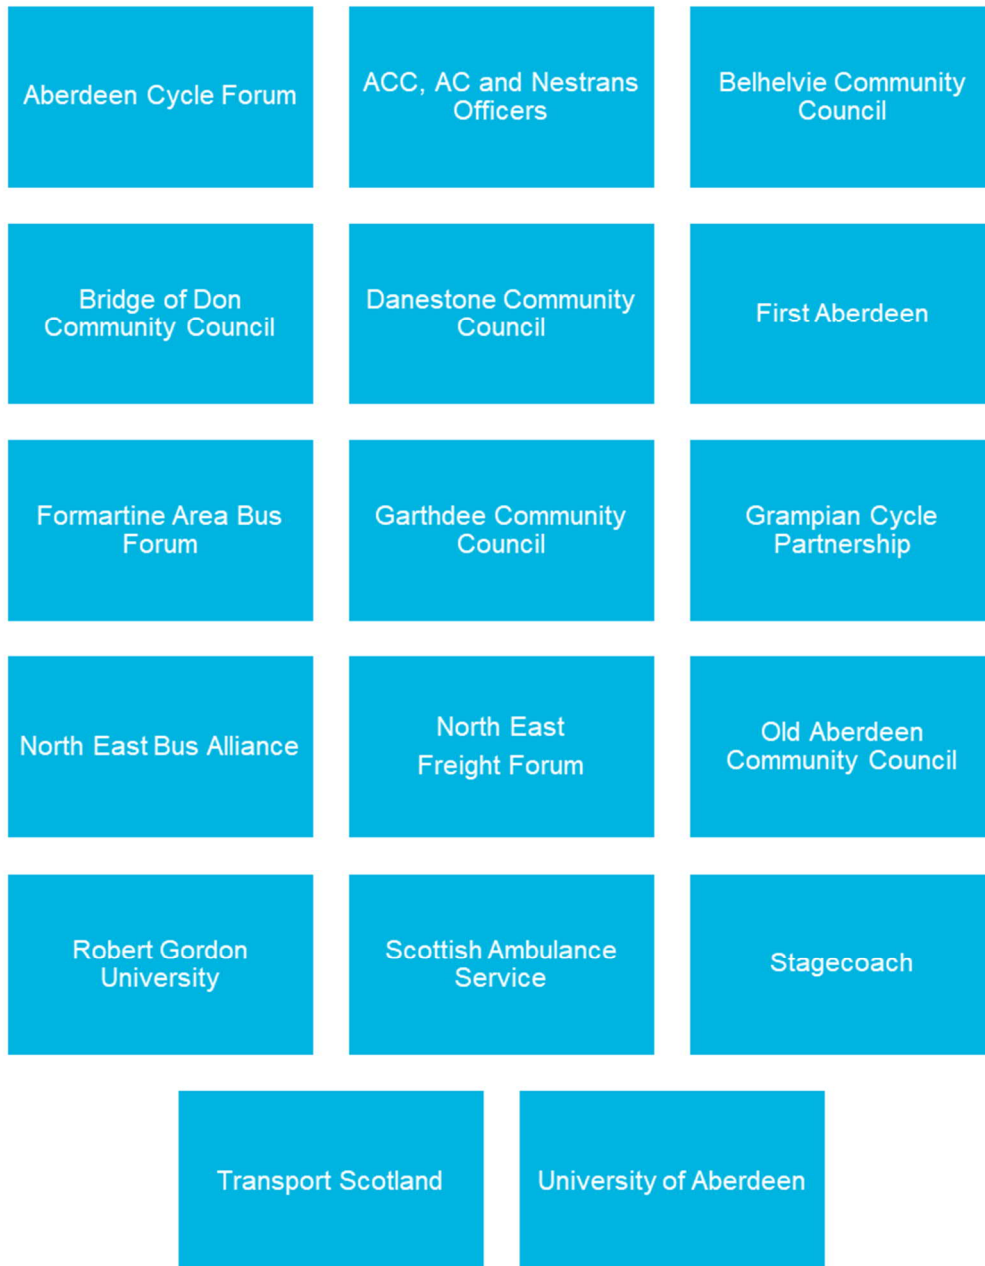 Aberdeen Cycle Forum
ACC, AC and Nestrans
Officers
Belhelvie Community
Council
Bridge of Don
Community Council
Danestone Community
Council
First Aberdeen
Formartine Area Bus
Forum
Garthdee Community
Council
Grampian Cycle
Partnership
North East Bus Alliance
North East
Freight Forum
Old Aberdeen
Community Council
Robert Gordon
University
Scottish Ambulance
Service
Stagecoach
Transport Scotland
University of Aberdeen